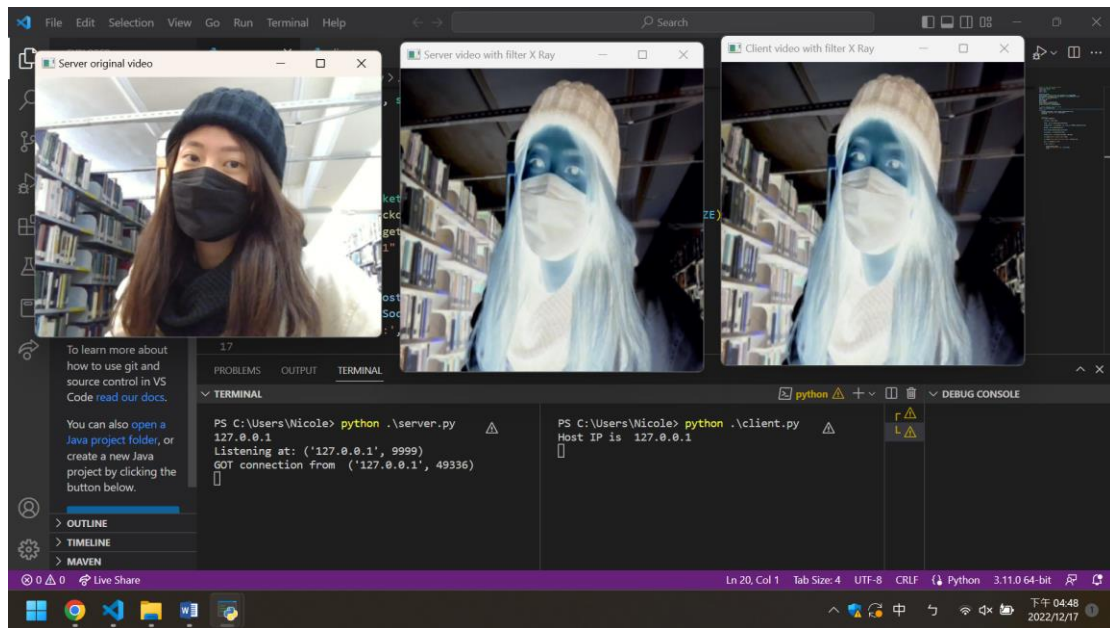 File Edit Selection View Go Run Terminal Help
Search
Server original video
Server video with filter X Ray
Client video with filter X Ray
ZE)
17
To learn more about
how to use git and
source control in VS
Code read our docs.
You can also open a
Java project folder, or
create a new Java
project by clicking the
button below.
OUTLINE
TIMELINE
MAVEN
PROBLEMS OUTPUT TERMINAL
TERMINAL
python
DEBUG CONSOLE
PS C:\Users\Nicole> python .\server.py
127.0.0.1
Listening at: ('127.0.0.1', 9999)
GOT connection from ('127.0.0.1', 49336)
PS C:\Users\Nicole> python .\client.py
Host IP is 127.0.0.1
0 0 Live Share
Ln 20, Col 1 Tab Size: 4 UTF-8 CRLF Python 3.11.0 64-bit
中
下午 04:48
2022/12/17